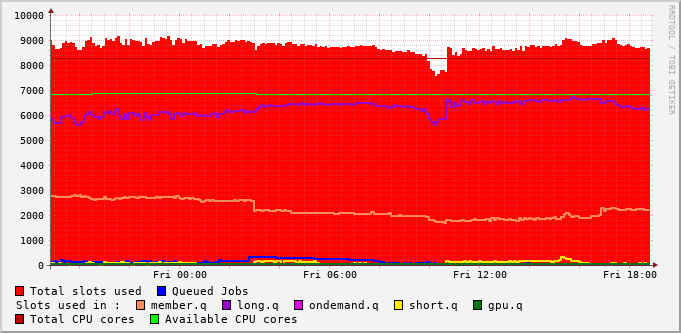 10000
9000
8000
7000
6000
5000
4000
3000
2000
1000
0
Fri 00:00 Fri 06:00 Fri 12:00 Fri 18:00
RRDTOOL / TOBI OETIKER
Total slots used Queued Jobs
Slots used in : member.q long.q ondemand.q short.q gpu.q
Total CPU cores Available CPU cores